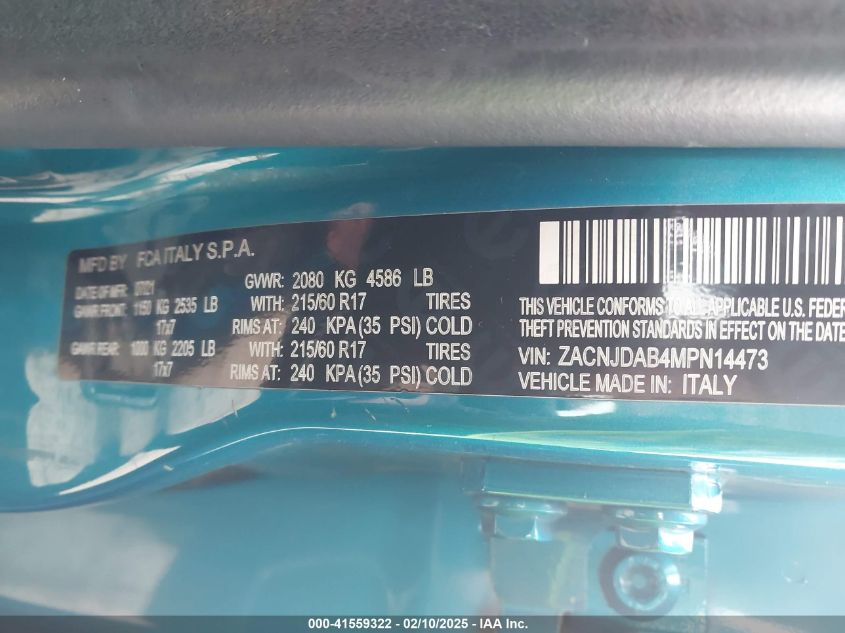 MFD BY FCA ITALY S.P.A.
DATE OF MFR 07/21 GVWR: 2080 KG 4586 LB
GAWR FRONT: 1150 KG 2535 LB WITH: 215/60 R17 TIRES
17x7 RIMS AT: 240 KPA (35 PSI) COLD
GAWR REAR: 1000 KG 2205 LB WITH: 215/60 R17 TIRES
17x7 RIMS AT: 240 KPA (35 PSI) COLD
THIS VEHICLE CONFORMS TO ALL APPLICABLE U.S. FEDER
THEFT PREVENTION STANDARDS IN EFFECT ON THE DATE
VIN: ZACNJDAB4MPN14473
VEHICLE MADE IN: ITALY
000-41559322 - 02/10/2025 - IAA Inc.